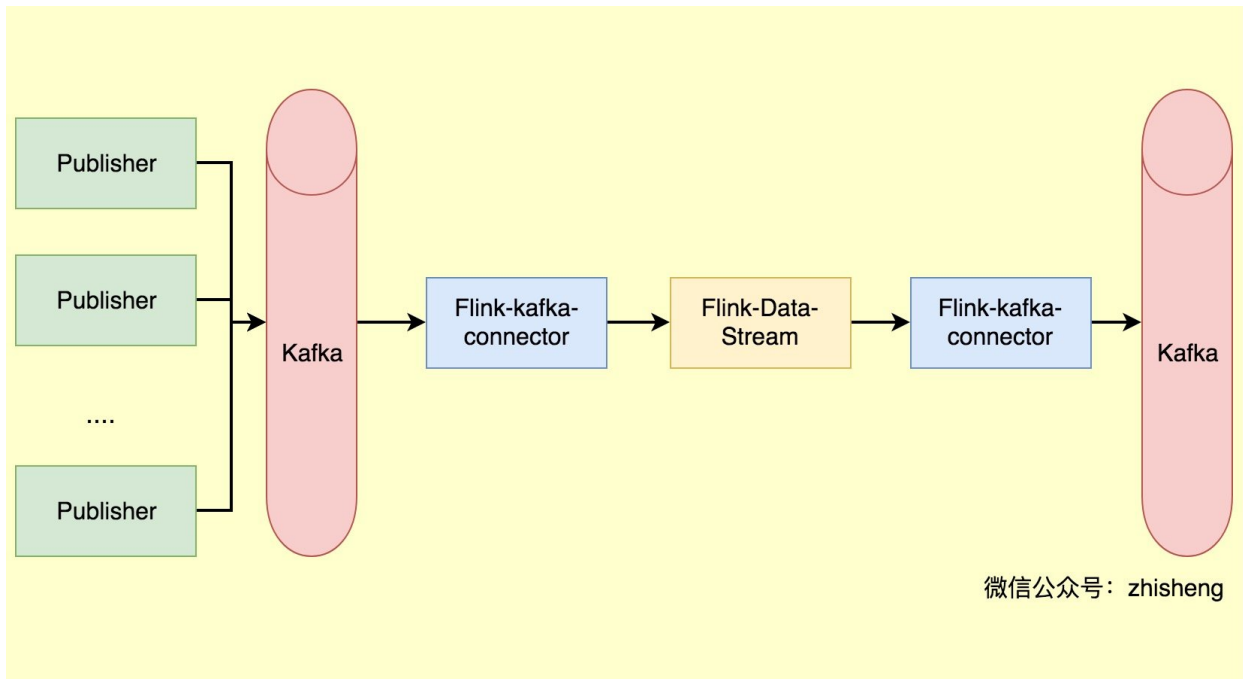 Publisher
Publisher
....
Publisher
Kafka
Flink-kafka-
connector
Flink-Data-
Stream
Flink-kafka-
connector
Kafka
微信公众号：zhisheng